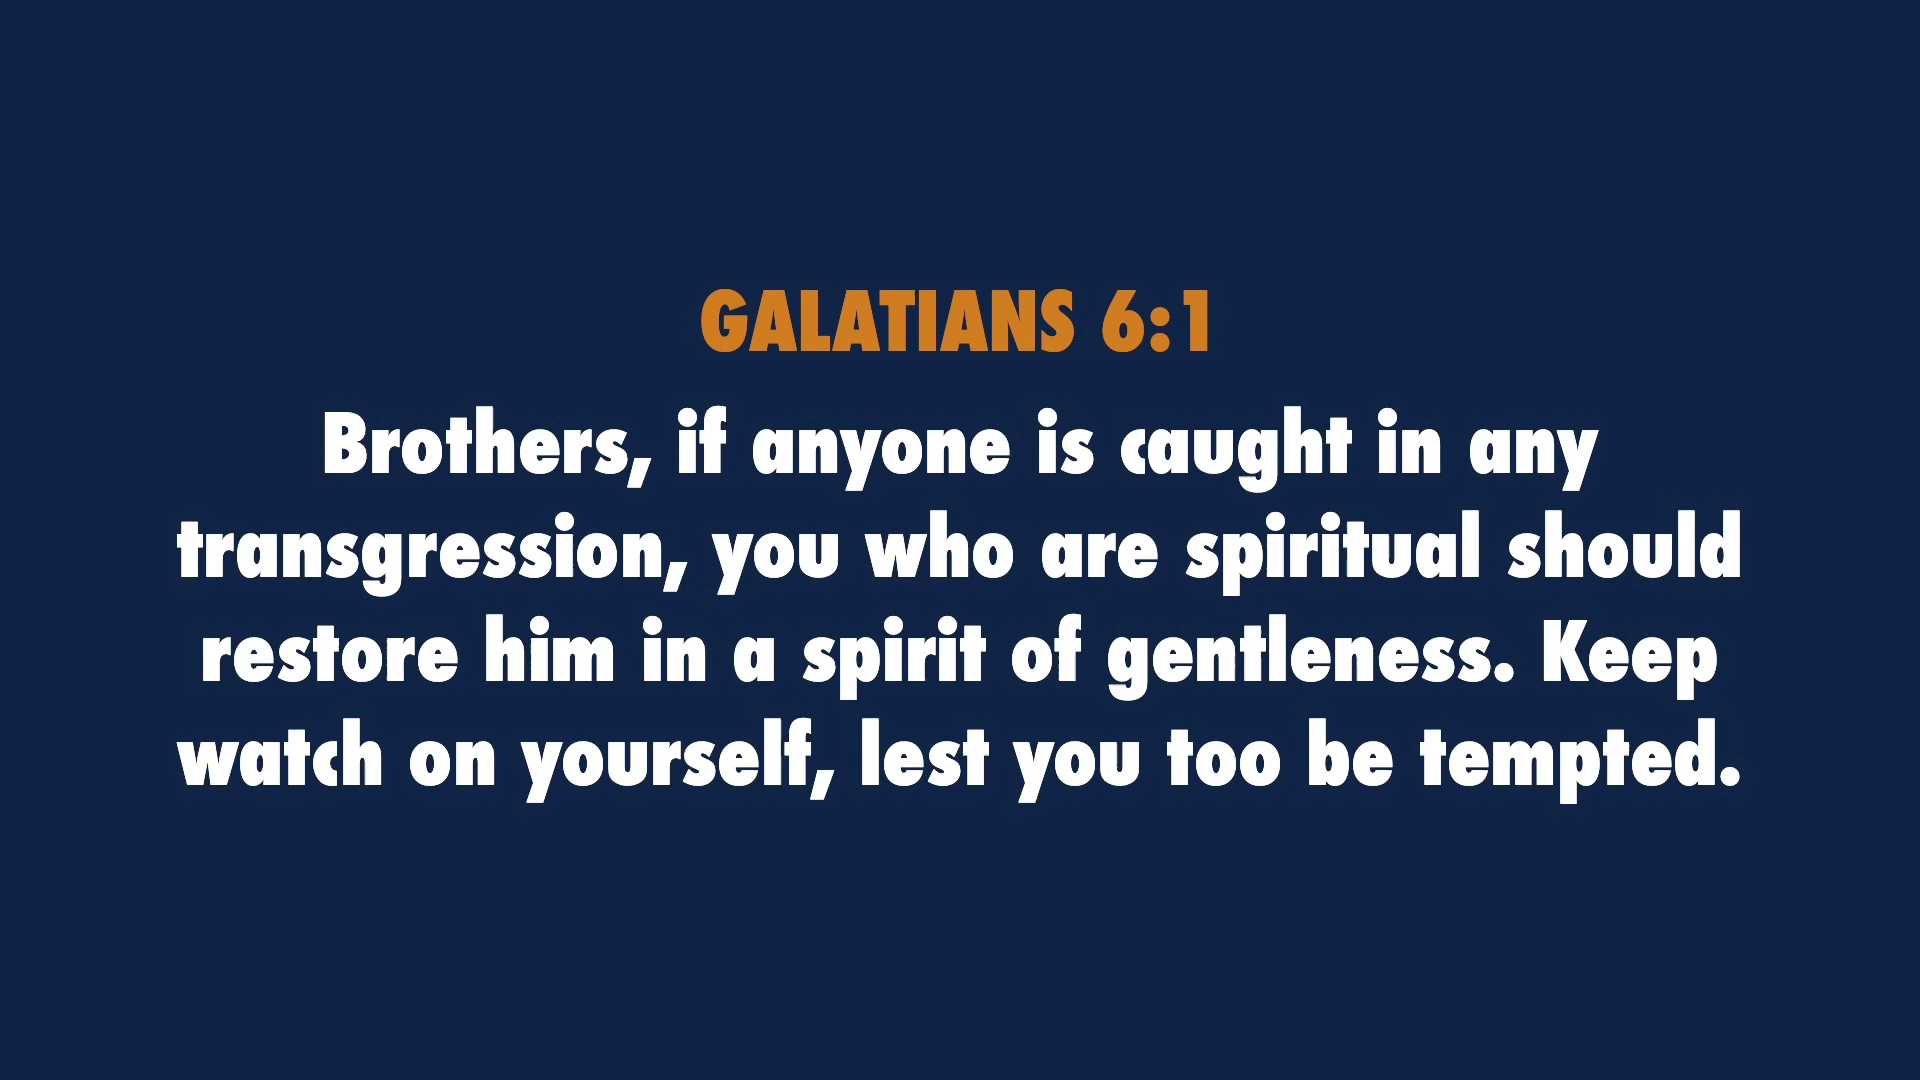 GALATIANS 6:1
Brothers, if anyone is caught in any
transgression, you who are spiritual should
restore him in a spirit of gentleness. Keep
watch on yourself, lest you too be tempted.